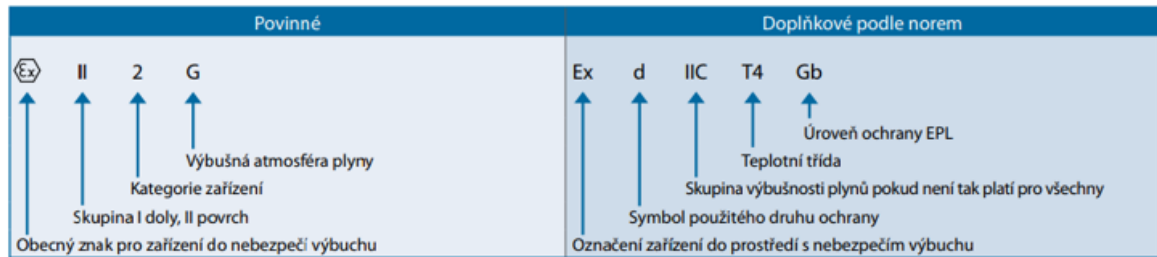 Povinné
Doplňkové podle norem
Ex II 2 G
Ex d IIC T4 Gb
Úroveň ochrany EPL
Výbušná atmosféra plyny
Teplotní třída
Kategorie zařízení
Skupina výbušnosti plynů pokud není tak platí pro všechny
Skupina I doly, II povrch
Symbol použitého druhu ochrany
Obecný znak pro zařízení do nebezpečí výbuchu
Označení zařízení do prostředí s nebezpečím výbuchu